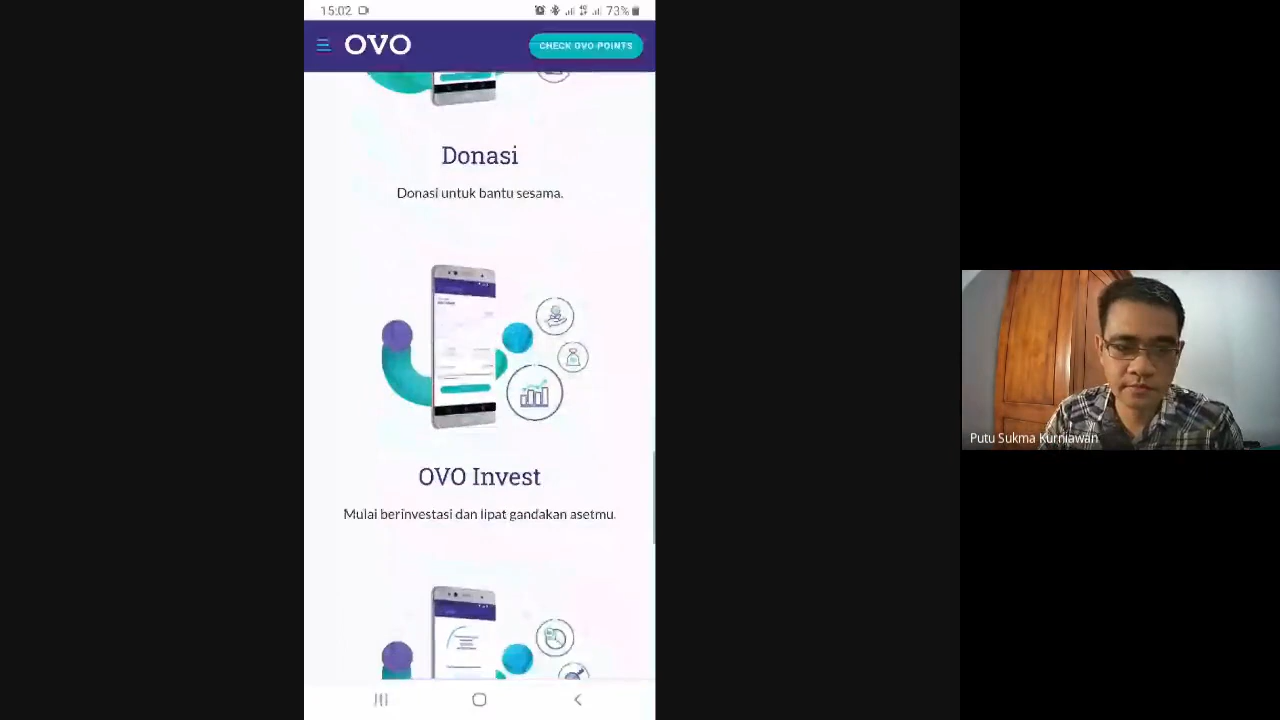 15:02
73%
OVO
CHECK OVO POINTS
Donasi
Donasi untuk bantu sesama.
OVO Invest
Mulai berinvestasi dan lipat gandakan asetmu.
Putu Sukma Kurniawan